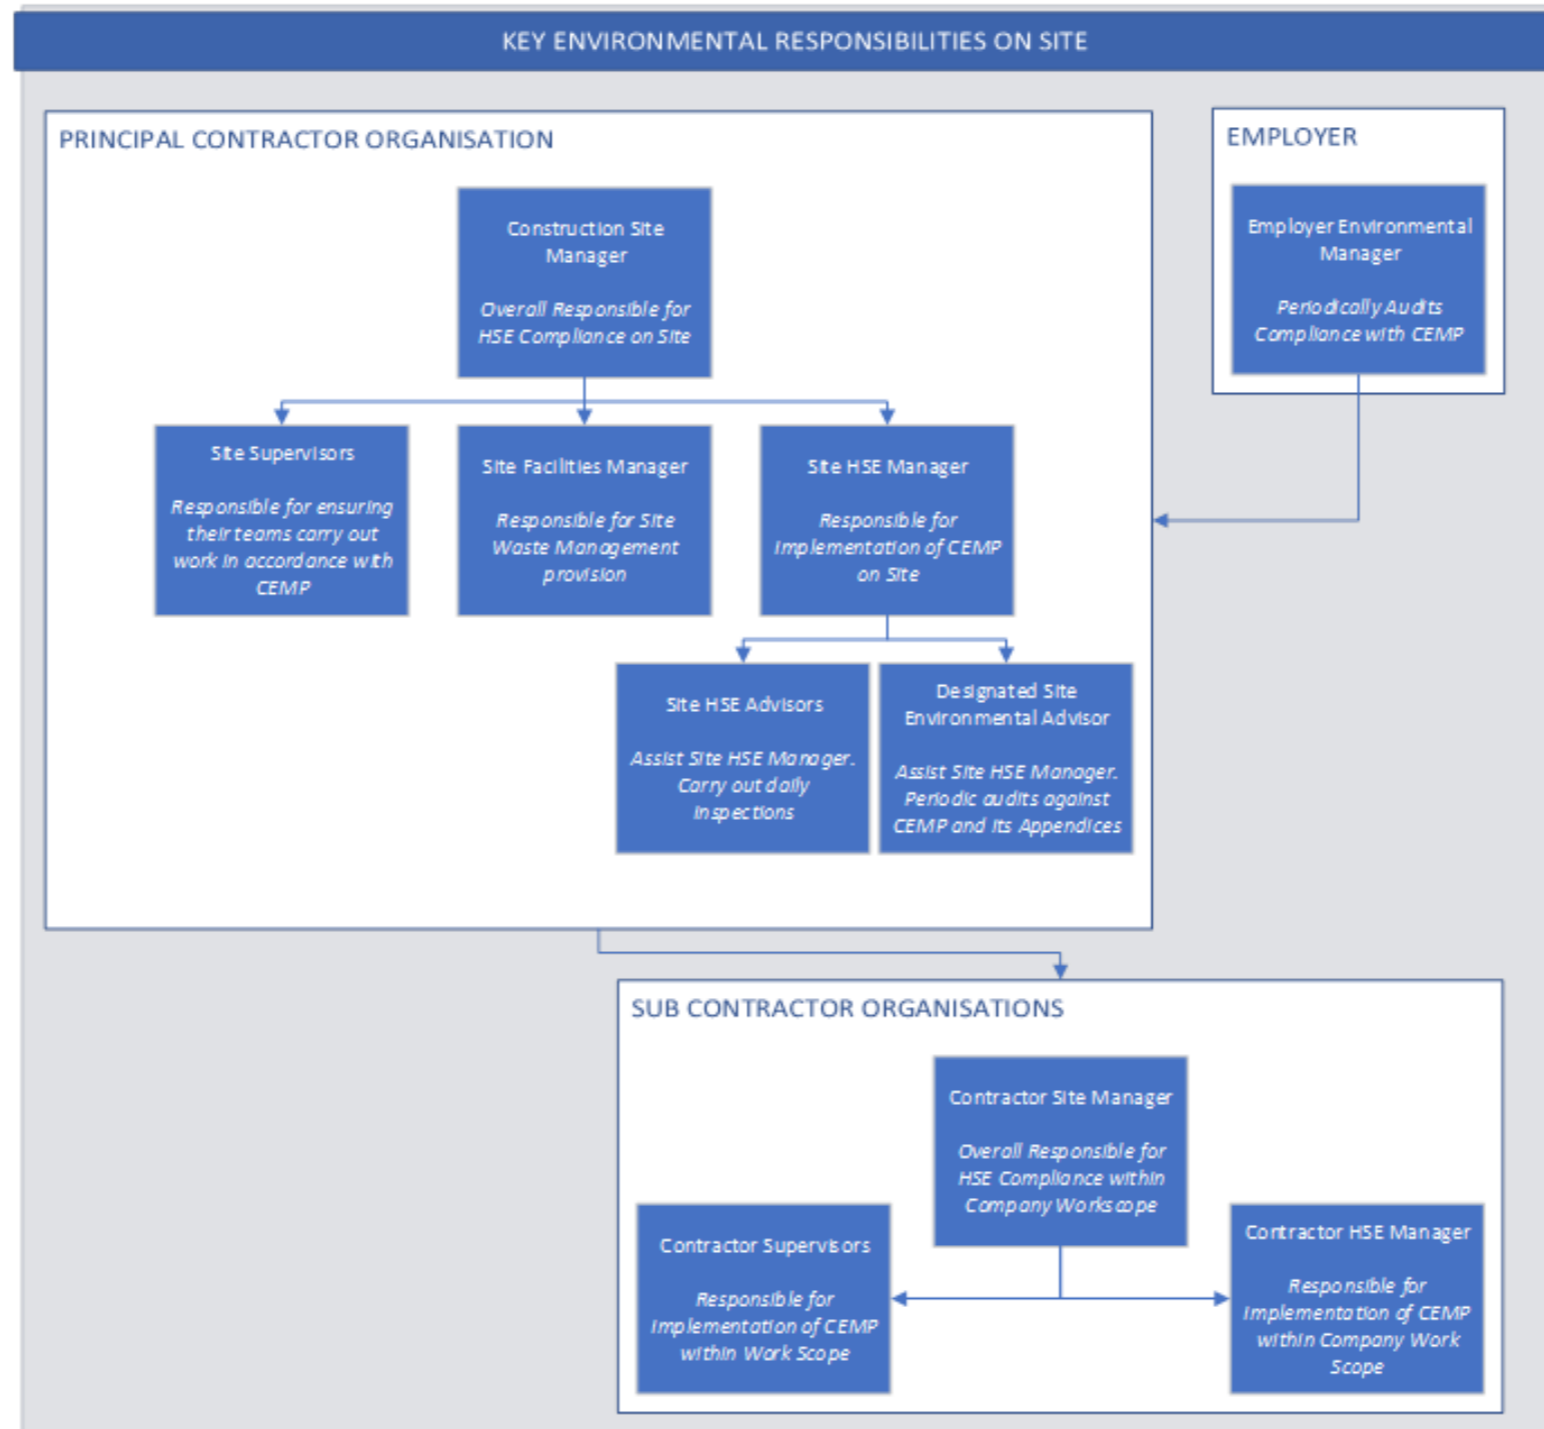 KEY ENVIRONMENTAL RESPONSIBILITIES ON SITE
PRINCIPAL CONTRACTOR ORGANISATION
Construction Site
Manager
Overall Responsible for
HSE Compliance on Site
EMPLOYER
Employer Environmental
Manager
Periodically Audits
Compliance with CEMP
Site Supervisors
Responsible for ensuring
their teams carry out
work in accordance with
CEMP
Site Facilities Manager
Responsible for Site
Waste Management
provision
Site HSE Manager
Responsible for
implementation of CEMP
on Site
Site HSE Advisors
Assist Site HSE Manager.
Carry out daily
inspections
Designated Site
Environmental Advisor
Assist Site HSE Manager.
Periodic audits against
CEMP and its Appendices
SUB CONTRACTOR ORGANISATIONS
Contractor Site Manager
Overall Responsible for
HSE Compliance within
Company Workscope
Contractor Supervisors
Responsible for
implementation of CEMP
within Work Scope
Contractor HSE Manager
Responsible for
implementation of CEMP
within Company Work
Scope